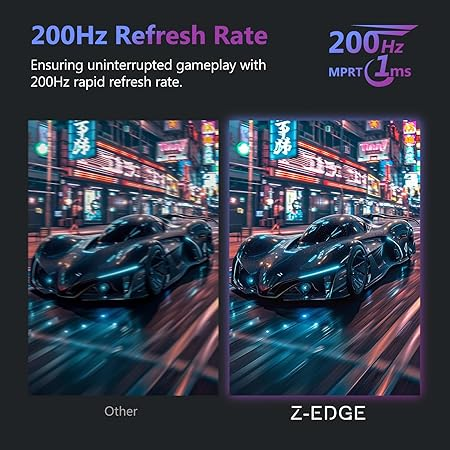 200Hz Refresh Rate
Ensuring uninterrupted gameplay with
200Hz rapid refresh rate.
200Hz
MPRT 1ms
Other
Z-EDGE